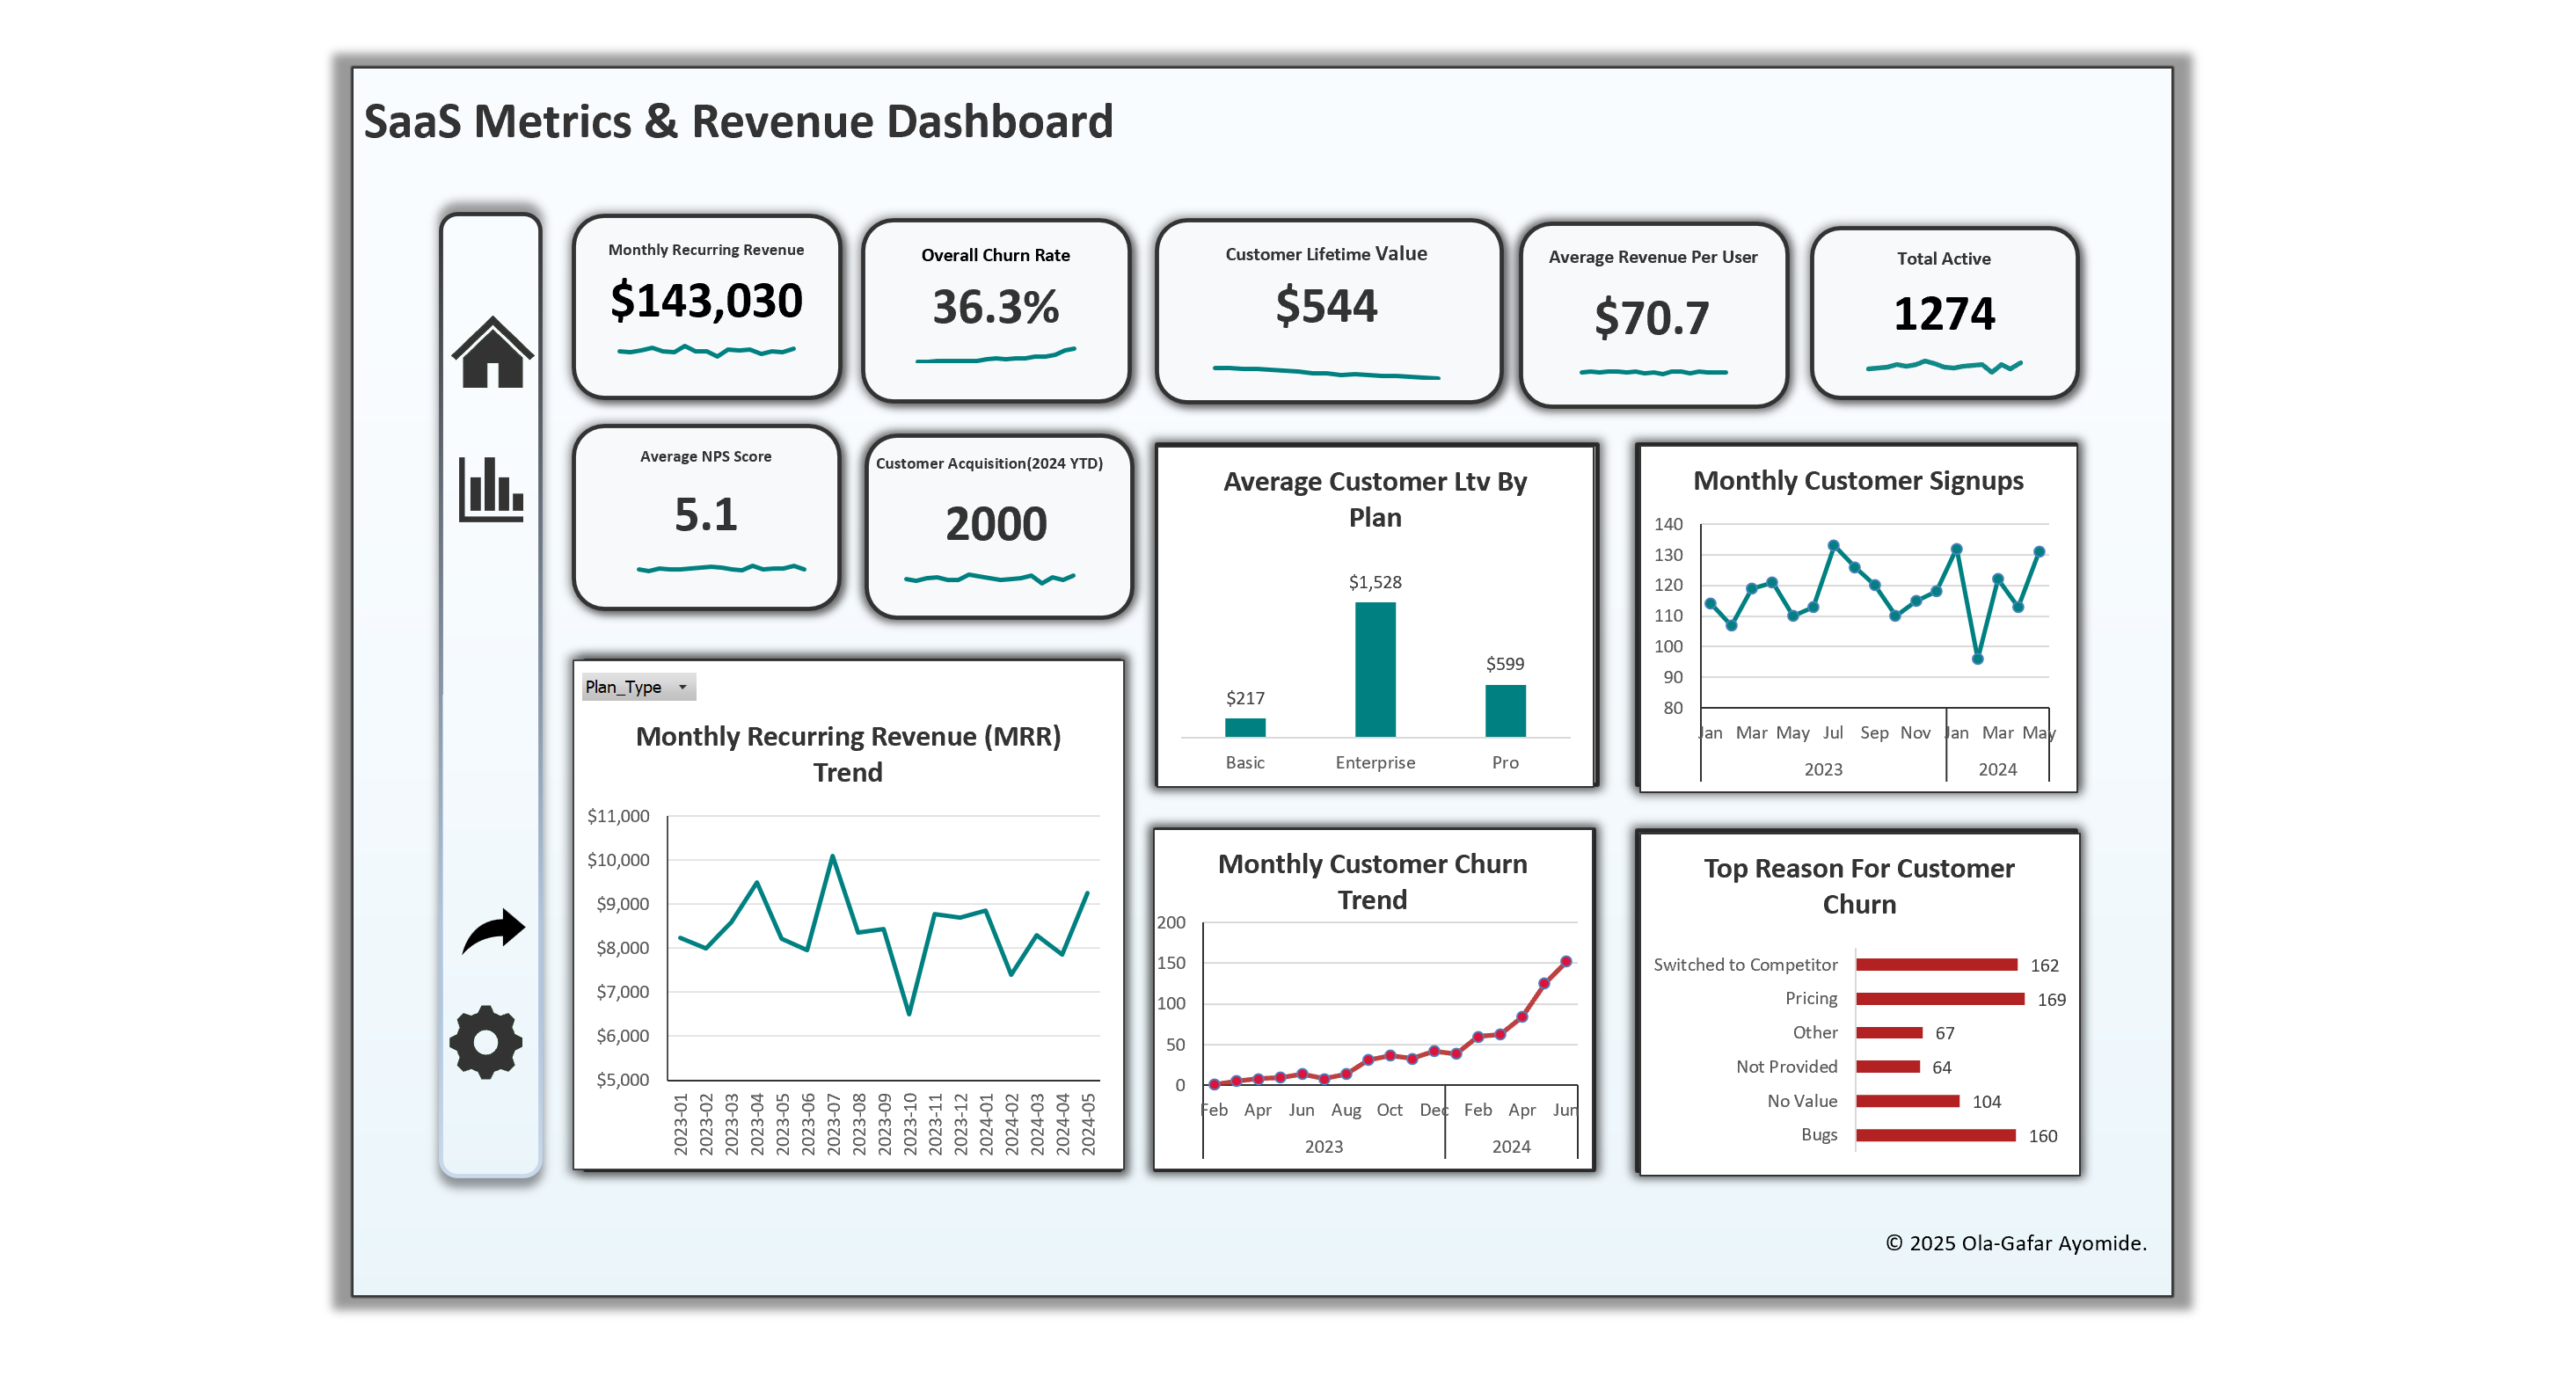 SaaS Metrics & Revenue Dashboard
Monthly Recurring Revenue
$143,030
Overall Churn Rate
36.3%
Customer Lifetime Value
$544
Average Revenue Per User
$70.7
Total Active
1274
Average NPS Score
5.1
Customer Acquisition(2024 YTD)
2000
Average Customer Ltv By
Plan
$1,528
$599
$217
Basic Enterprise Pro
Monthly Customer Signups
140
130
120
110
100
90
80
Jan Mar May Jul Sep Nov Jan Mar May
2023 2024
Plan_Type
Monthly Recurring Revenue (MRR)
Trend
$11,000
$10,000
$9,000
$8,000
$7,000
$6,000
$5,000
2023-01 2023-02 2023-03 2023-04 2023-05 2023-06 2023-07 2023-08 2023-09 2023-10 2023-11 2023-12 2024-01 2024-02 2024-03 2024-04 2024-05
Monthly Customer Churn
Trend
200
150
100
50
0
Feb Apr Jun Aug Oct Dec Feb Apr Jun
2023 2024
Top Reason For Customer
Churn
Switched to Competitor 162
Pricing 169
Other 67
Not Provided 64
No Value 104
Bugs 160
© 2025 Ola-Gafar Ayomide.